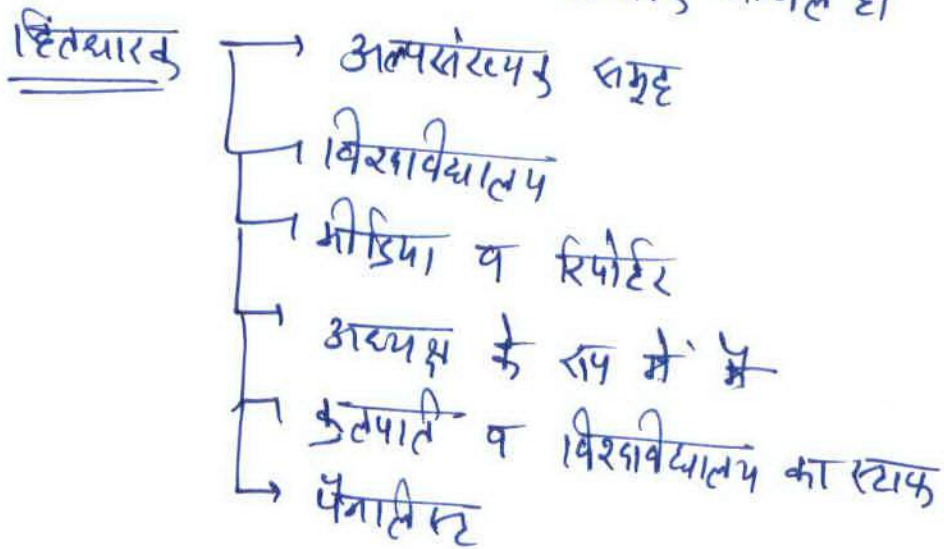 हितधारक → अल्पसंख्यक समूह
विश्वविद्यालय
मीडिया व रिपोर्टर
→ अध्यक्ष के रूप में मैं
कुलपति व विश्वविद्यालय का स्टाफ
→ पैनालिस्ट